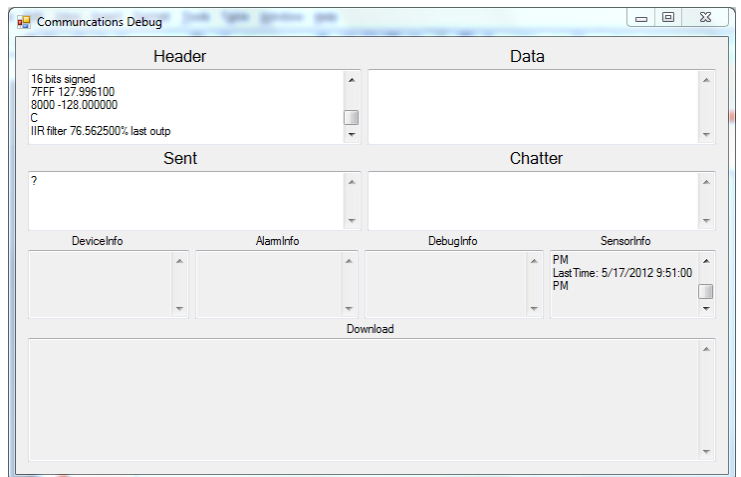 Communcations Debug
Header
Data
16 bits signed
7FFF 127.996100
8000 -128.000000
C
IIR filter 76.562500% last outp
Sent
Chatter
?
DeviceInfo
AlarmInfo
DebugInfo
SensorInfo
PM
LastTime: 5/17/2012 9:51:00
PM
Download